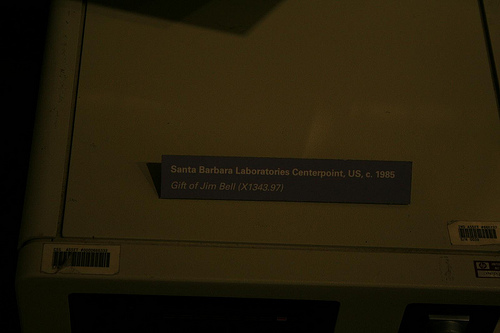 Santa Barbara Laboratories Centerpoint, US, c. 1985
Gift of Jim Bell (X1343.97)